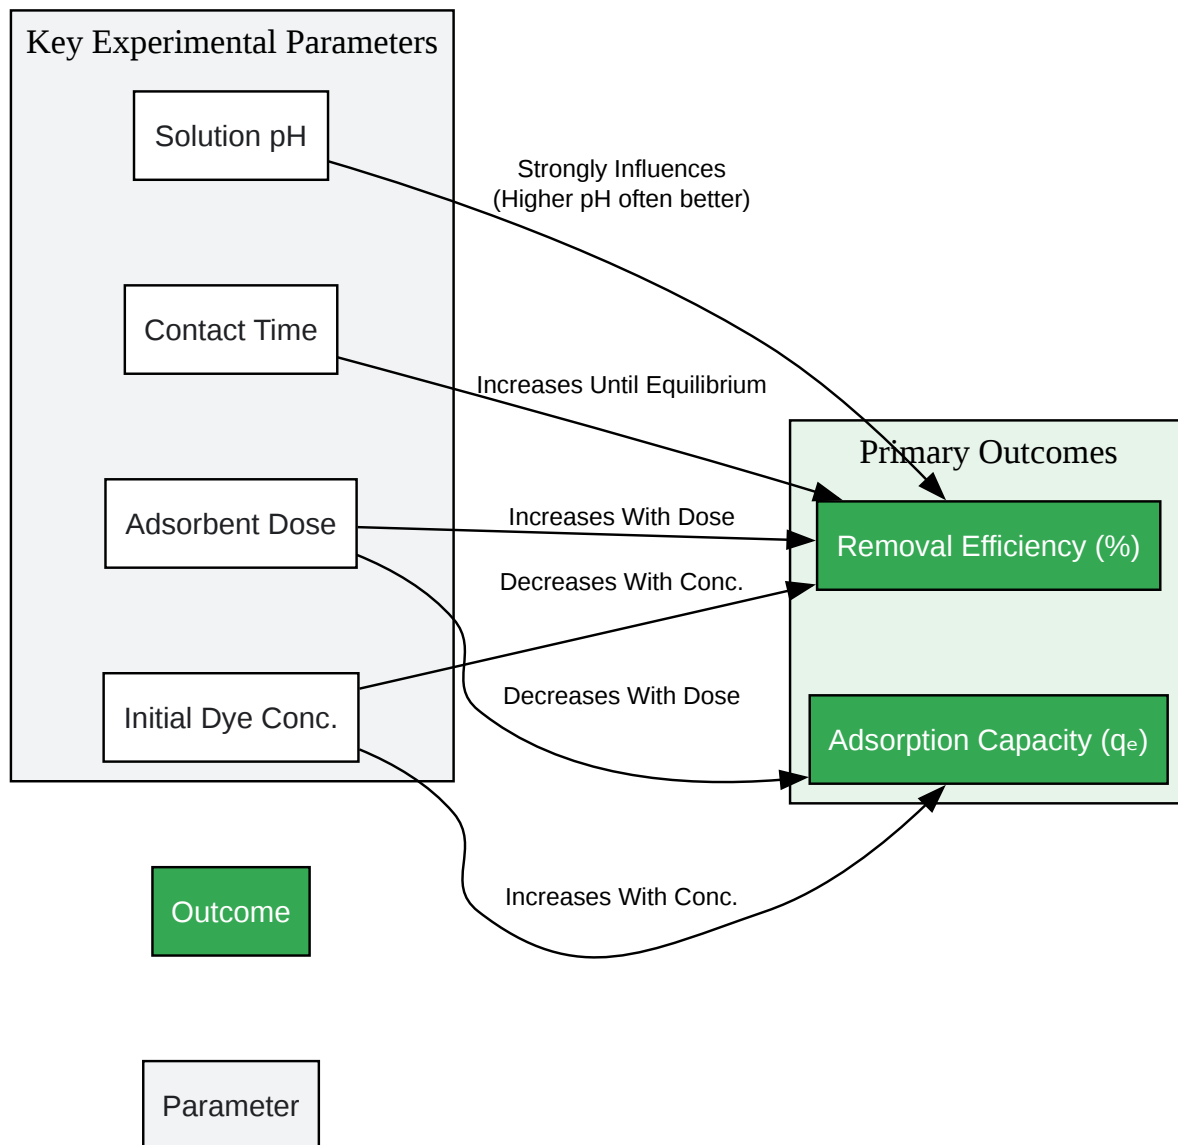 Key Experimental Parameters
Solution pH
Strongly Influences
(Higher pH often better)
Contact Time
Increases Until Equilibrium
Primary Outcomes
Adsorbent Dose
Increases With Dose
Removal Efficiency (%)
Decreases With Conc.
Initial Dye Conc.
Decreases With Dose
Adsorption Capacity (qₑ)
Increases With Conc.
Outcome
Parameter